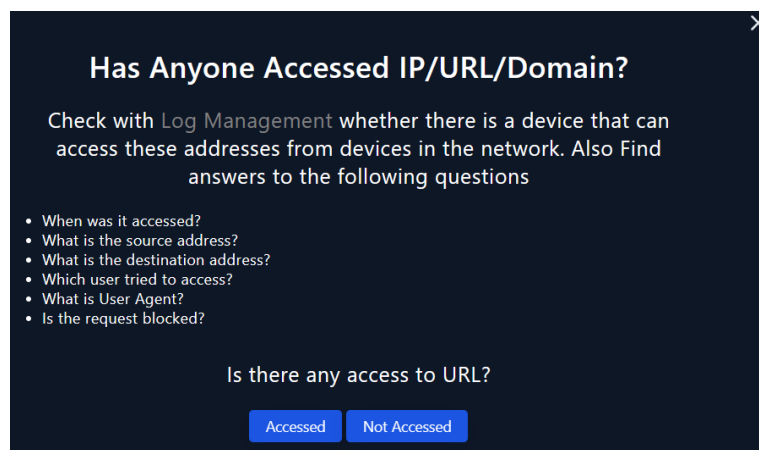 Has Anyone Accessed IP/URL/Domain?
Check with Log Management whether there is a device that can
access these addresses from devices in the network. Also Find
answers to the following questions
• When was it accessed?
• What is the source address?
• What is the destination address?
• Which user tried to access?
• What is User Agent?
• Is the request blocked?
Is there any access to URL?
Accessed
Not Accessed